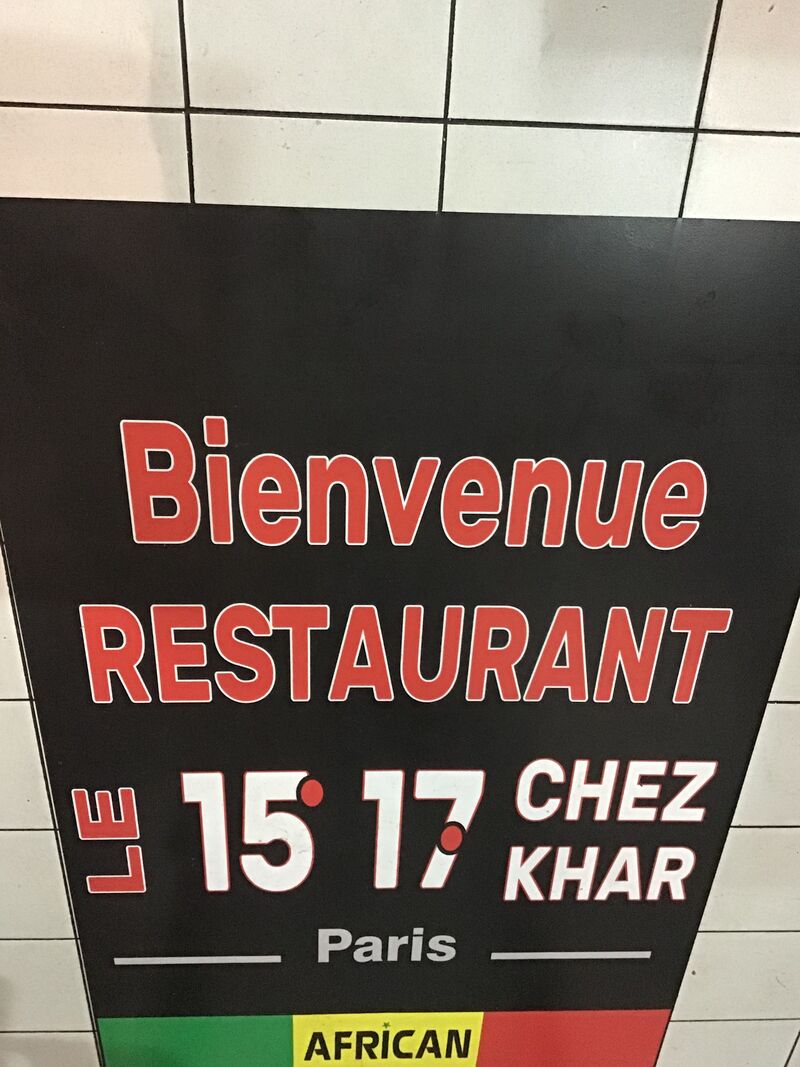 Bienvenue
RESTAURANT
LE 15 17 CHEZ KHAR
Paris
AFRICAN